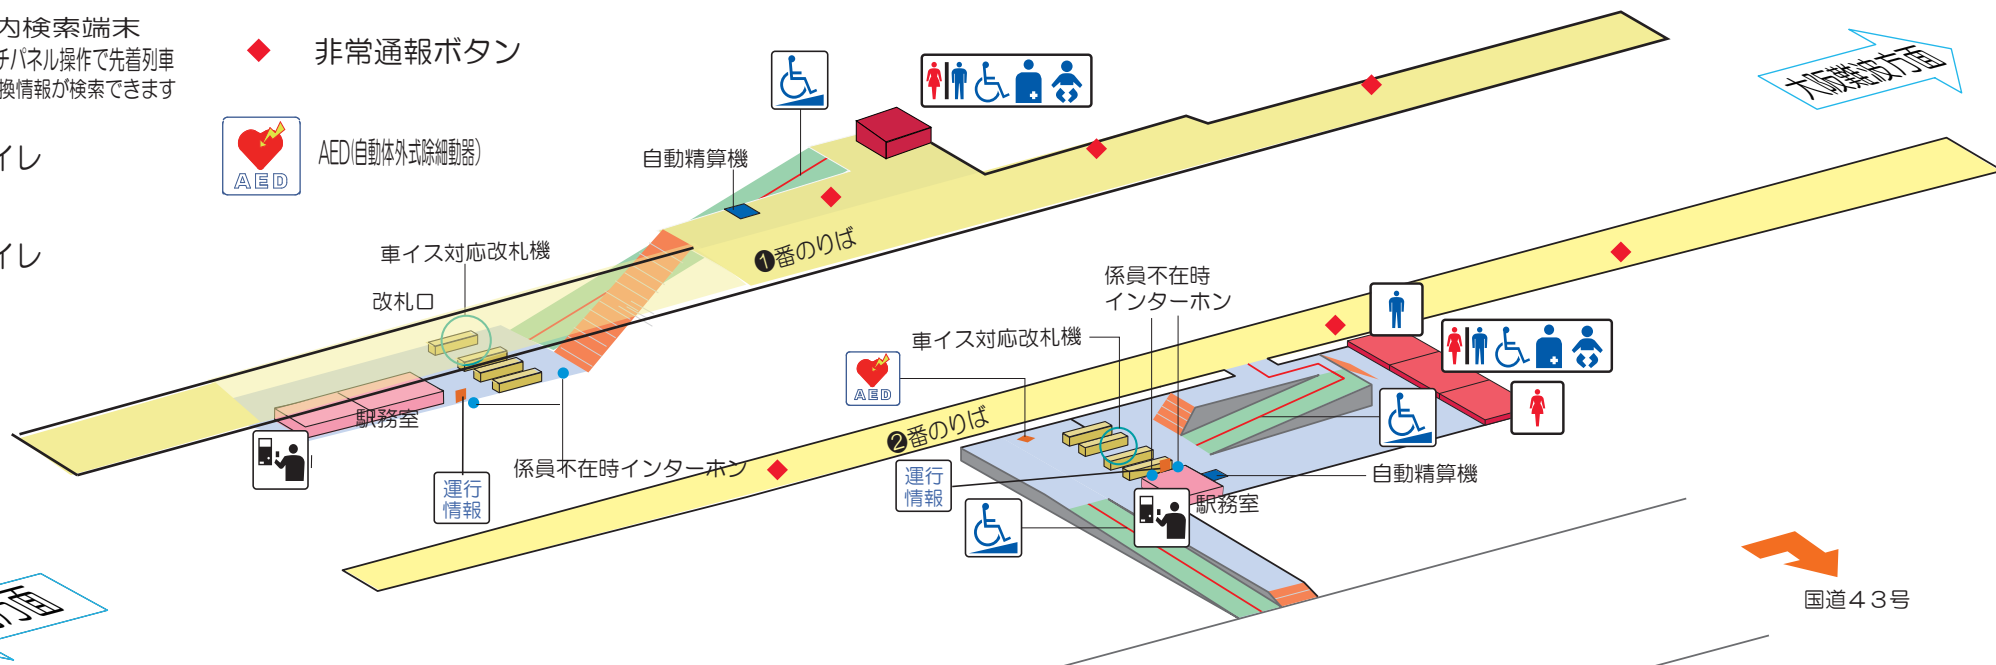 内検索端末
チパネル操作で先着列車
換情報が検索できます
イレ
イレ
非常通報ボタン
AED
AED(自動体外式除細動器)
大阪難波方面
自動精算機
❶番のりば
車イス対応改札機
改札口
駅務室
係員不在時インターホン
運行
情報
係員不在時
インターホン
車イス対応改札機
AED
❷番のりば
運行
情報
自動精算機
駅務室
国道43号
方面